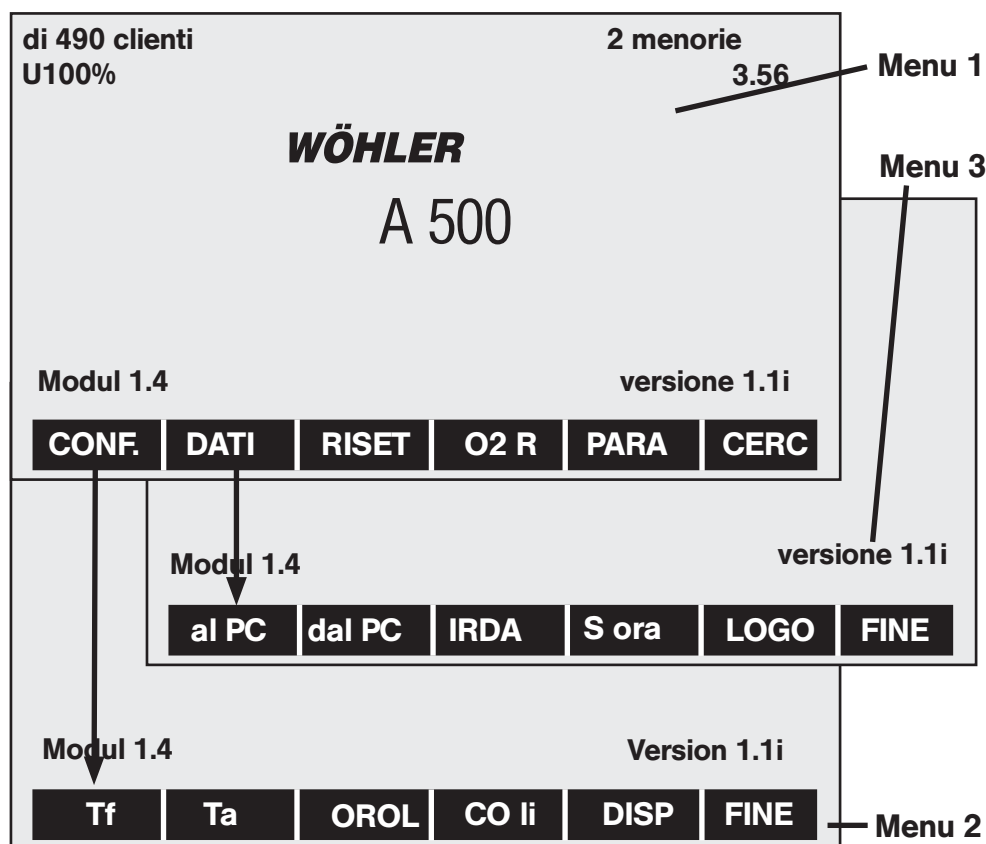 di 490 clienti 2 menorie
U100% 3.56
Menu 1
WÖHLER
Menu 3
A 500
Modul 1.4 versione 1.1i
CONF. DATI RISET O2 R PARA CERC
Modul 1.4 versione 1.1i
al PC dal PC IRDA S ora LOGO FINE
Modul 1.4 Version 1.1i
Tf Ta OROL CO li DISP FINE
Menu 2